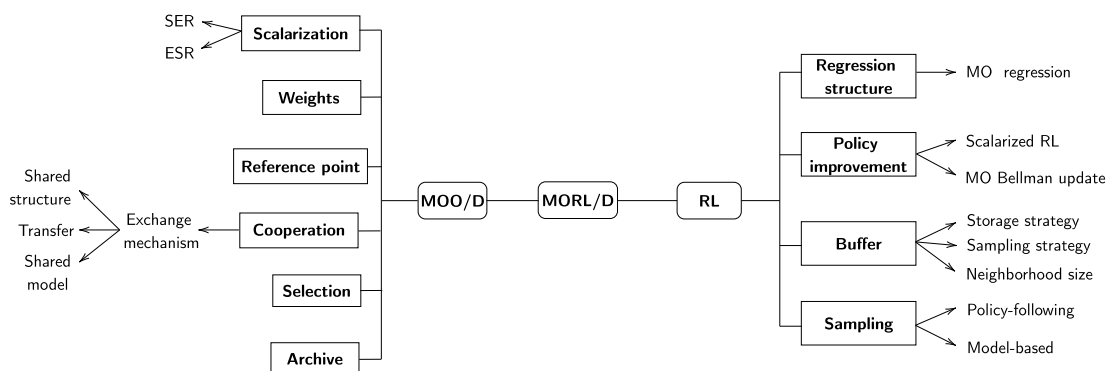 SER
ESR
Scalarization
Weights
Reference point
Shared
structure
Transfer
Shared
model
Exchange
mechanism
Cooperation
Selection
Archive
MOO/D
MORL/D
RL
Regression
structure
MO regression
Policy
improvement
Scalarized RL
MO Bellman update
Buffer
Storage strategy
Sampling strategy
Neighborhood size
Sampling
Policy-following
Model-based